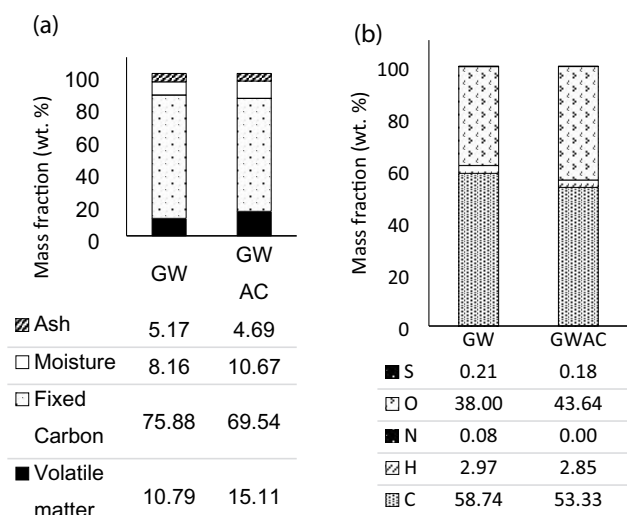 (a)
Mass fraction (wt. %)
100
80
60
40
20
0
GW
GW
AC
Ash 5.17 4.69
Moisture 8.16 10.67
Fixed
Carbon 75.88 69.54
Volatile
matter 10.79 15.11
(b)
Mass fraction (wt. %)
100
80
60
40
20
0
GW GWAC
S 0.21 0.18
O 38.00 43.64
N 0.08 0.00
H 2.97 2.85
C 58.74 53.33